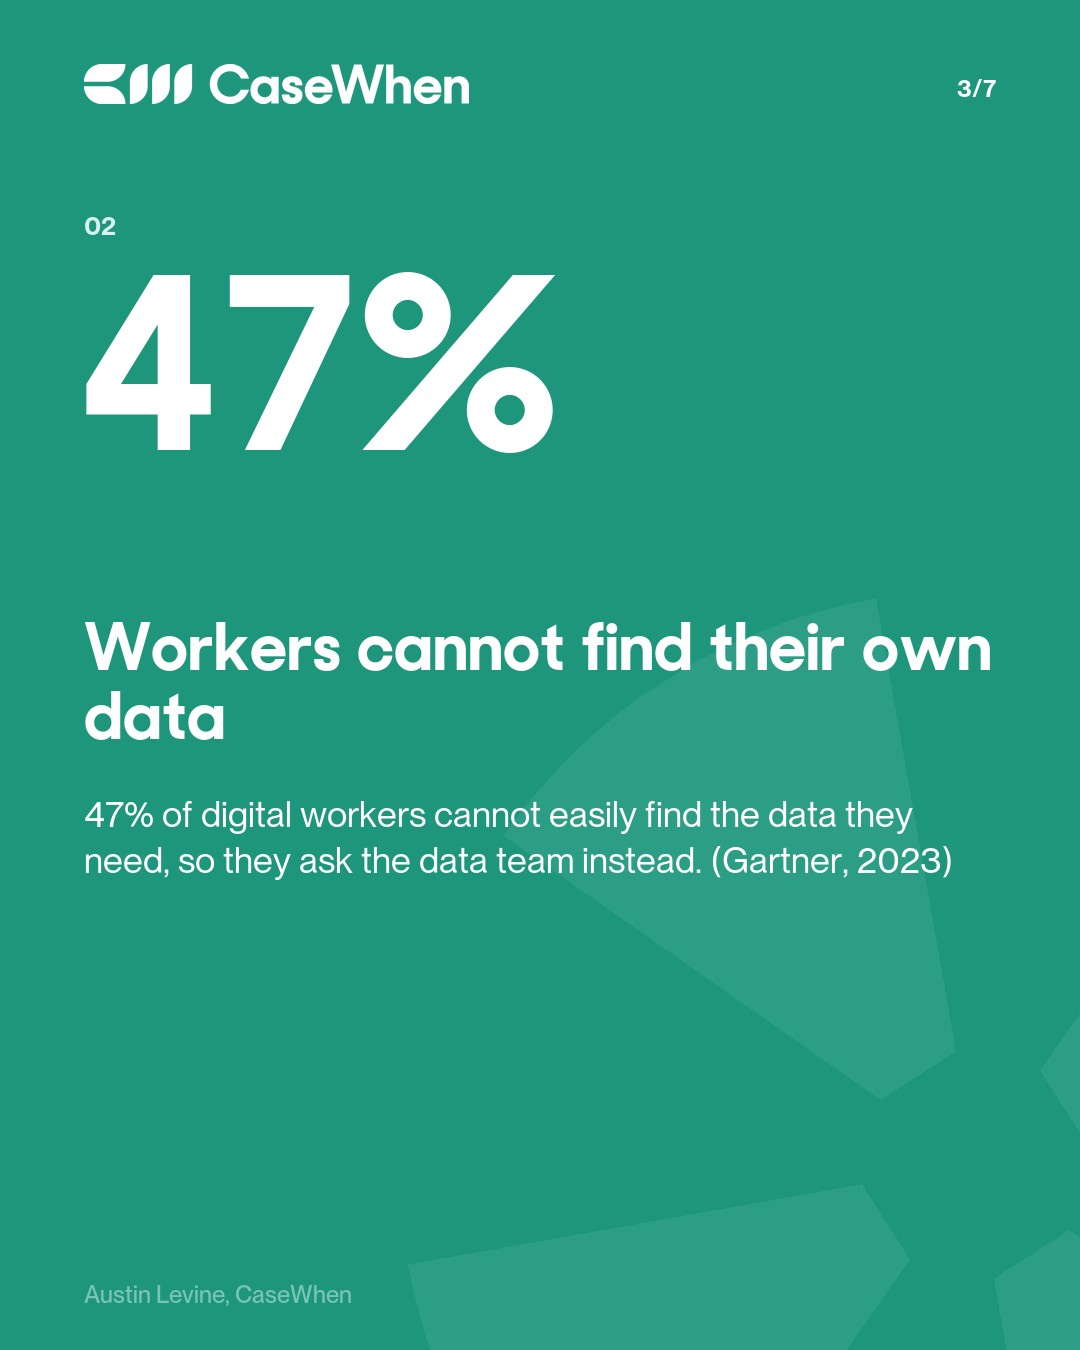 CaseWhen
3/7
02
47%
Workers cannot find their own
data
47% of digital workers cannot easily find the data they
need, so they ask the data team instead. (Gartner, 2023)
Austin Levine, CaseWhen